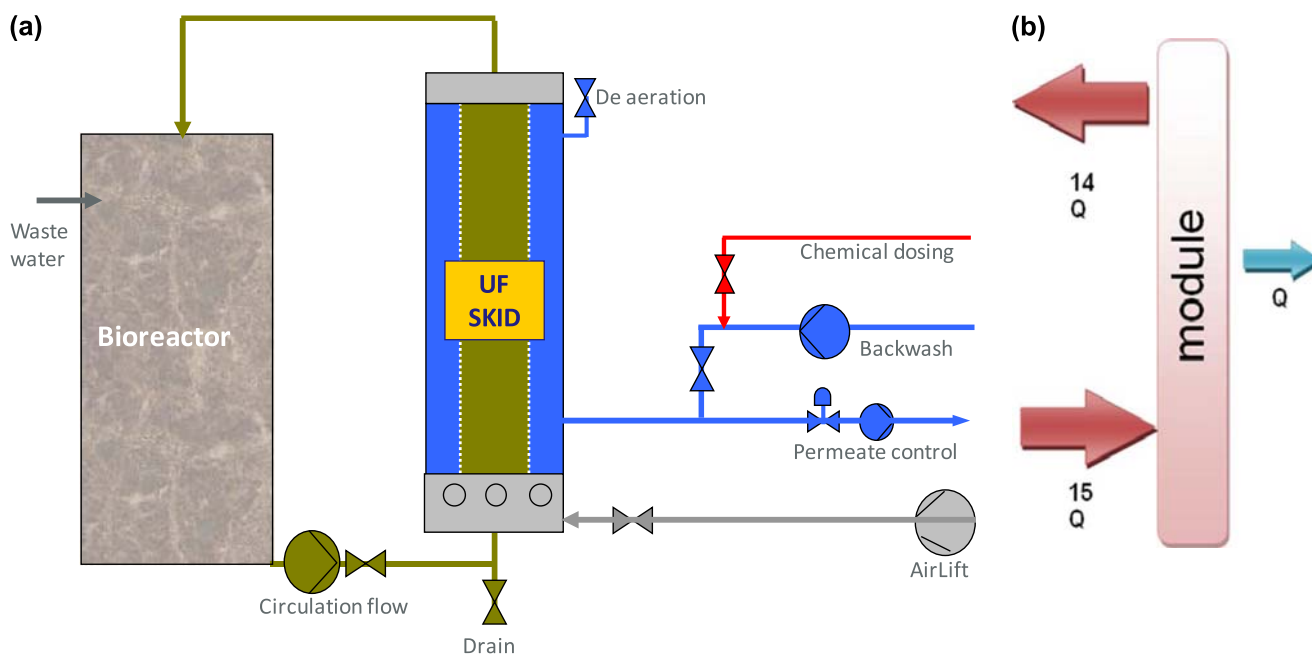 (a)
(b)
De aeration
Waste
water
Bioreactor
UF
SKID
Chemical dosing
Backwash
Permeate control
AirLift
Circulation flow
Drain
14
Q
module
Q
15
Q